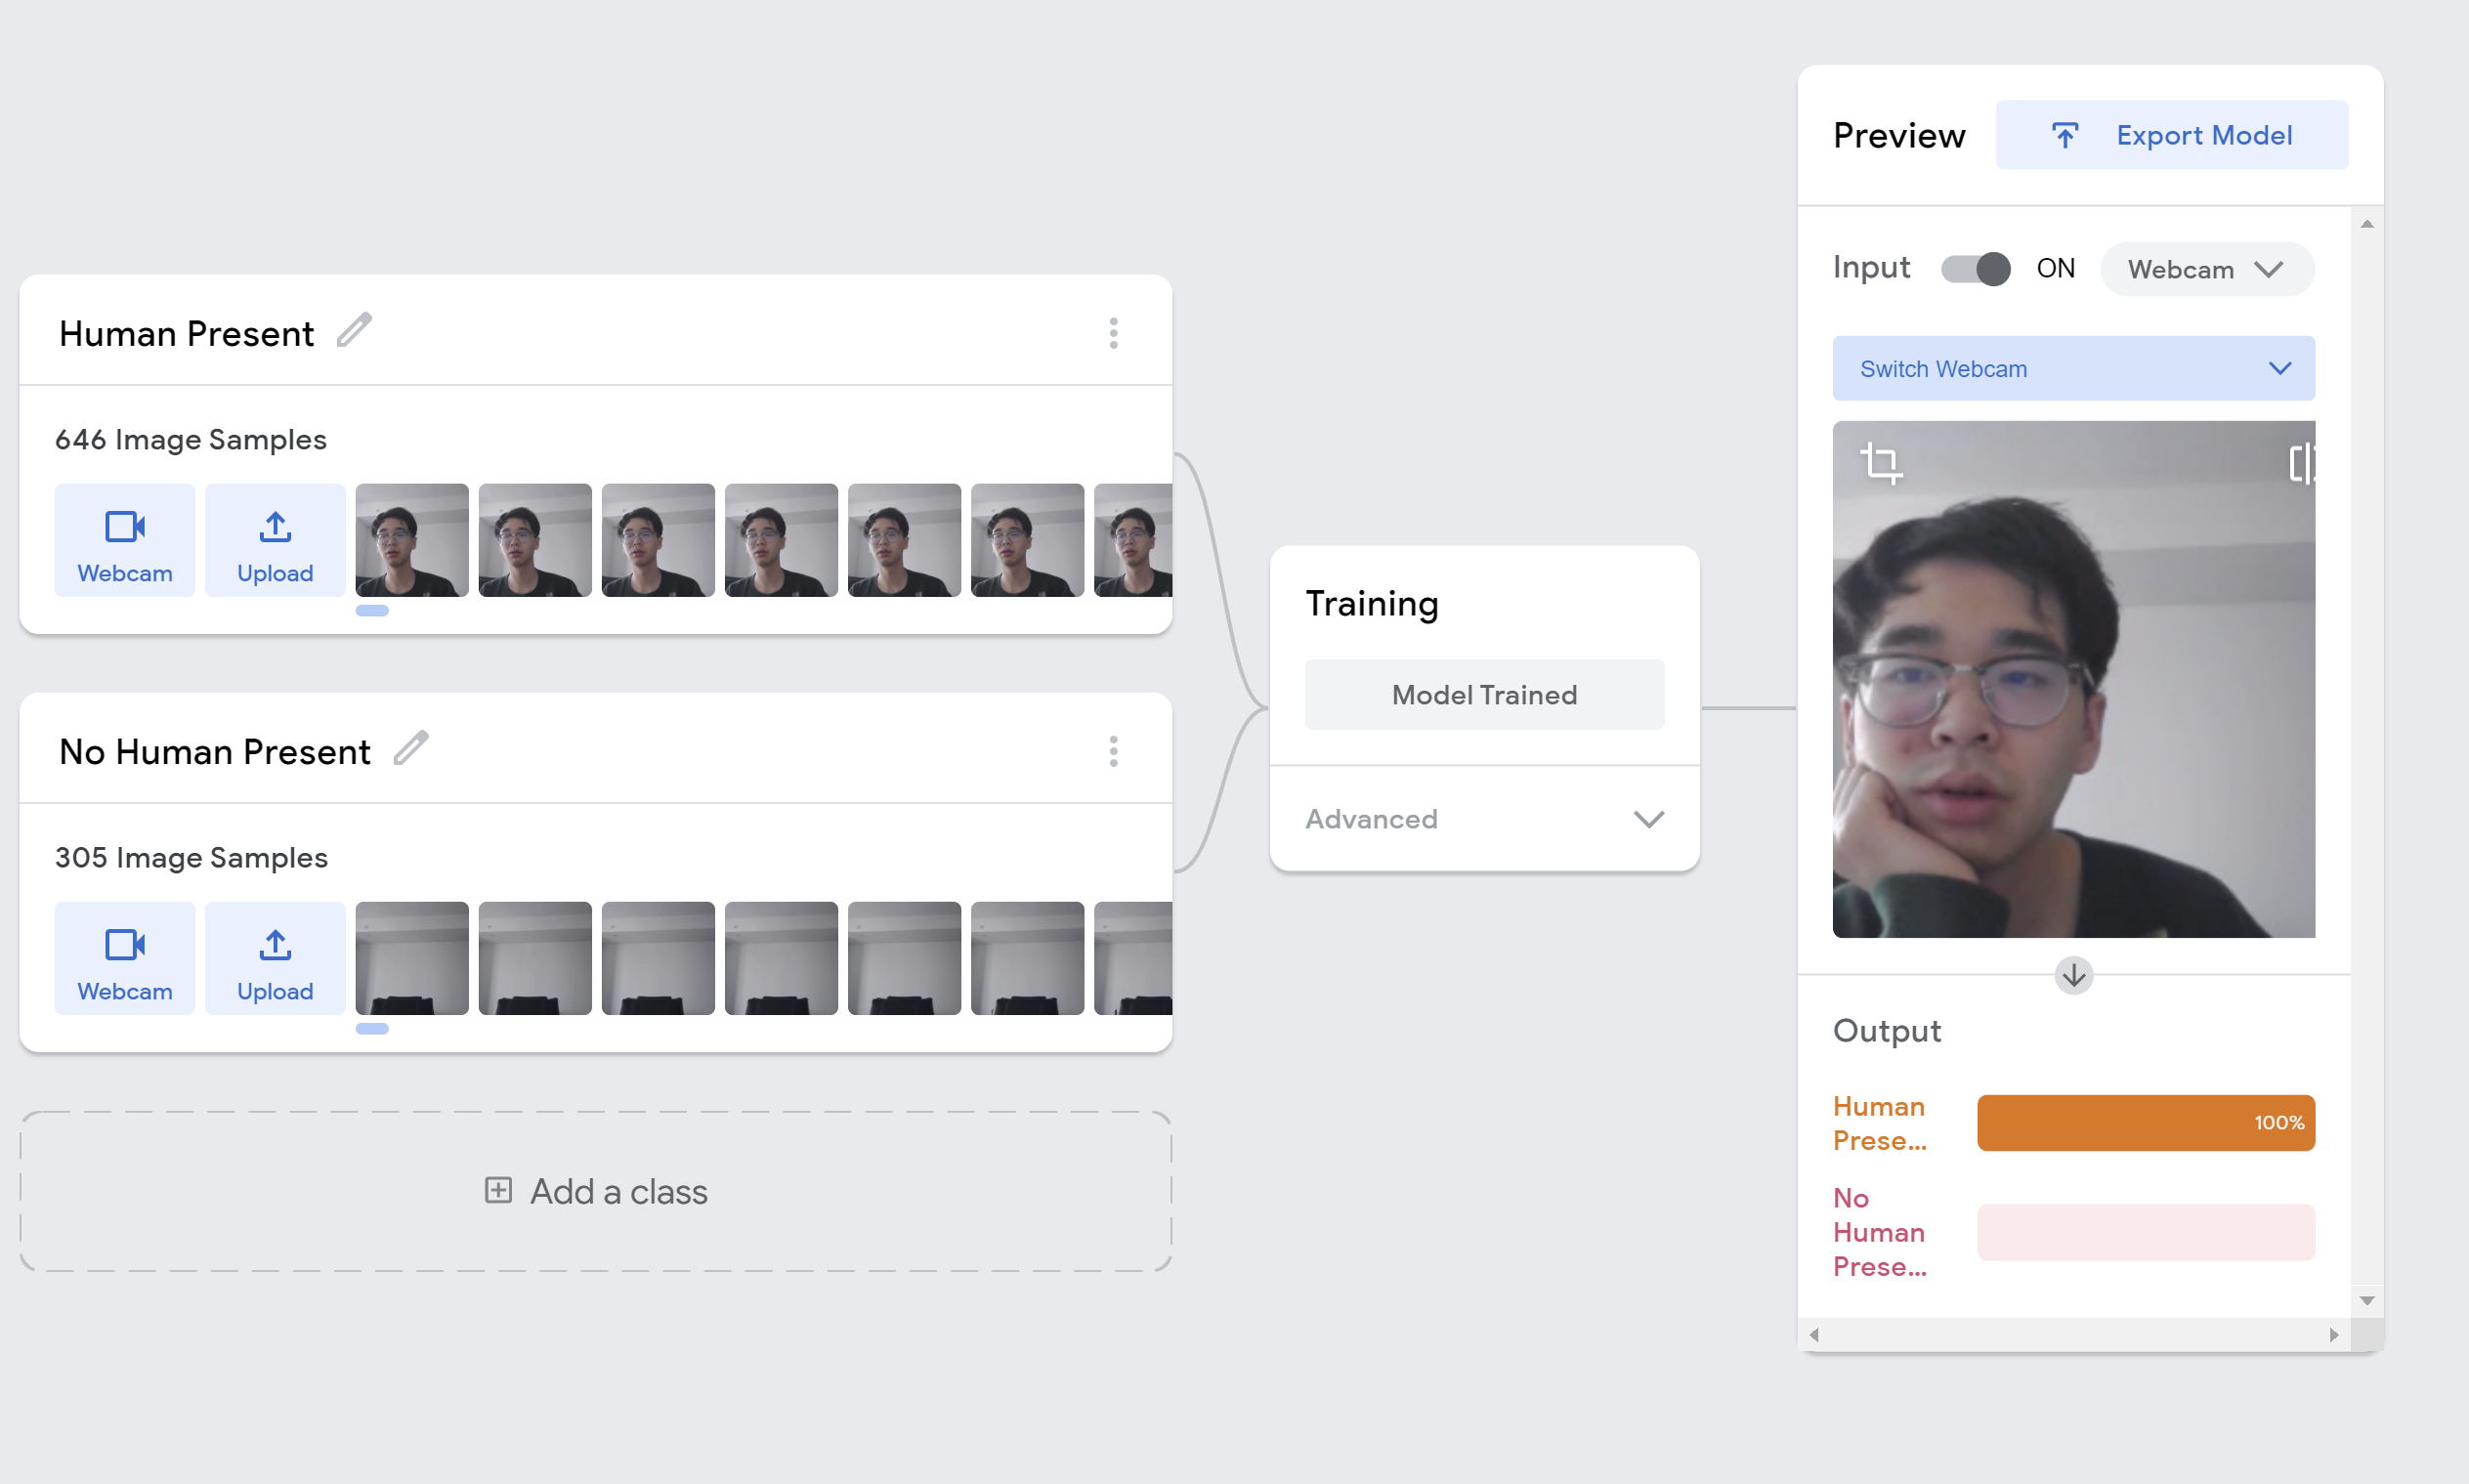 Human Present
646 Image Samples
Webcam
Upload
No Human Present
305 Image Samples
Webcam
Upload
Add a class
Training
Model Trained
Advanced
Preview
Export Model
Input
ON
Webcam
Switch Webcam
Output
Human
Prese...
100%
No
Human
Prese...